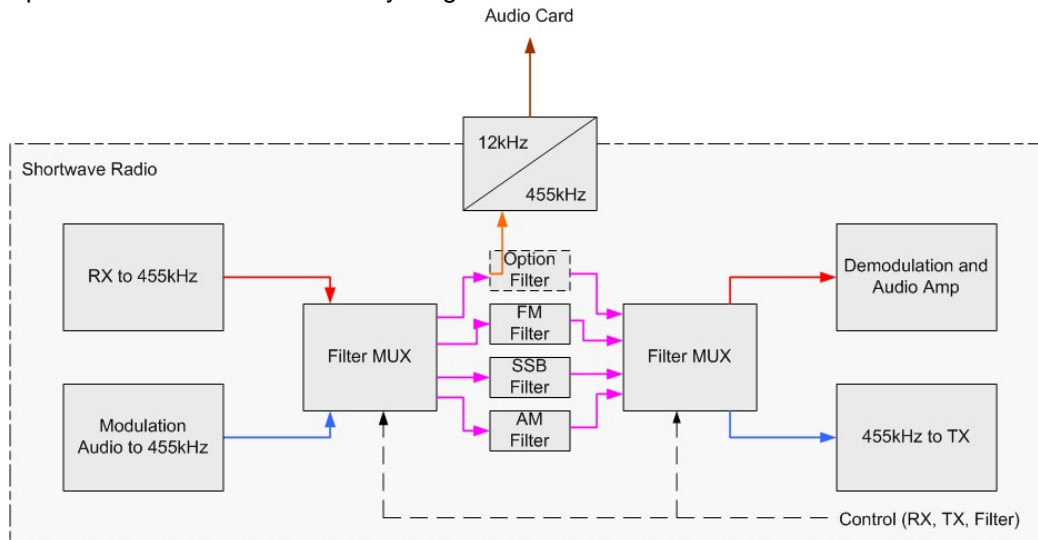 Audio Card
12kHz
455kHz
Shortwave Radio
RX to 455kHz
Option
Filter
Demodulation and
Audio Amp
FM
Filter
Filter MUX
Filter MUX
SSB
Filter
Modulation
Audio to 455kHz
AM
Filter
455kHz to TX
Control (RX, TX, Filter)